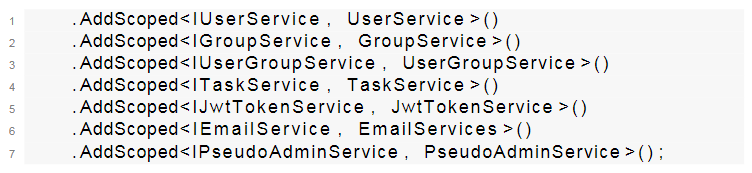 1 .AddScoped<IUserService, UserService>()
2 .AddScoped<IGroupService, GroupService>()
3 .AddScoped<IUserGroupService, UserGroupService>()
4 .AddScoped<ITaskService, TaskService>()
5 .AddScoped<IJwtTokenService, JwtTokenService>()
6 .AddScoped<IEmailService, EmailServices>()
7 .AddScoped<IPseudoAdminService, PseudoAdminService>();